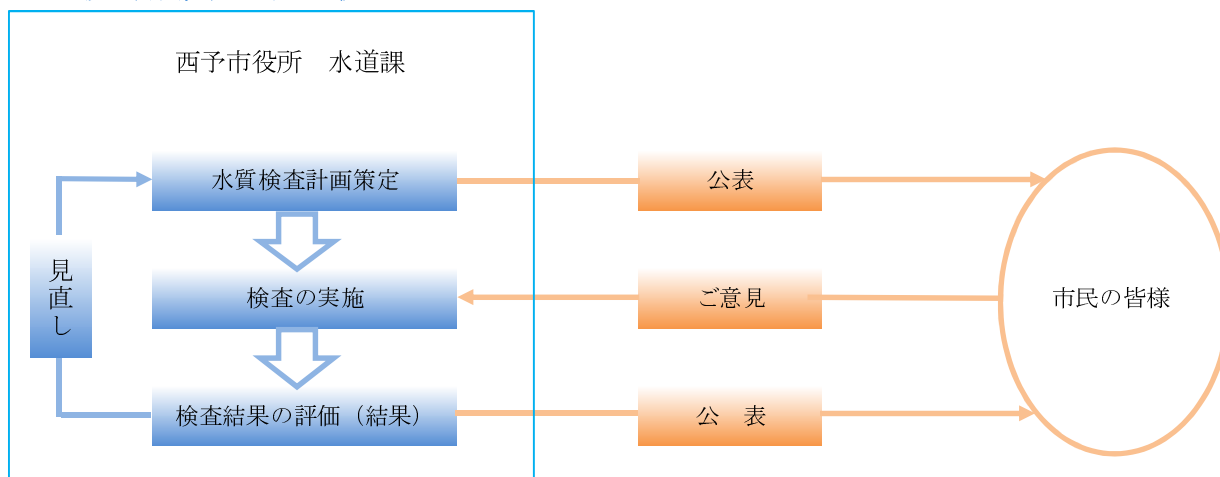 西予市役所　水道課
水質検査計画策定
公表
見直し
検査の実施
ご意見
市民の皆様
検査結果の評価（結果）
公　表